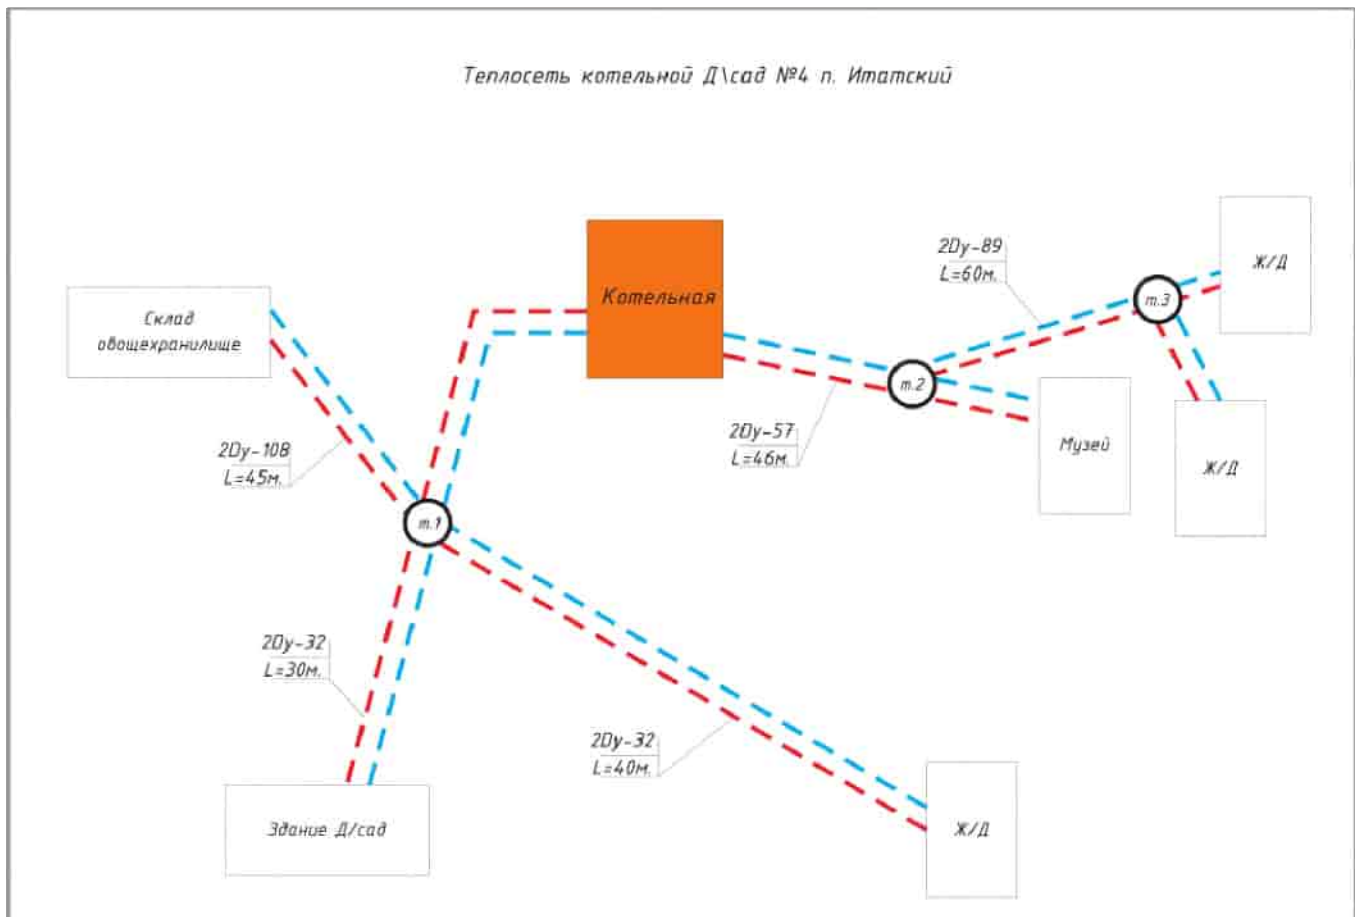 Теплосеть котельной Д\сад №4 п. Итатский
2Dy-89
L=60м.
Ж/Д
т.3
Котельная
Склад
овощехранилище
т.2
2Dy-57
L=46м.
Музей
Ж/Д
2Dy-108
L=45м.
т.1
2Dy-32
L=30м.
2Dy-32
L=40м.
Здание Д/сад
Ж/Д